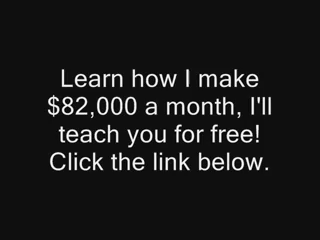 Learn how I make
$82,000 a month, I'll
teach you for free!
Click the link below.